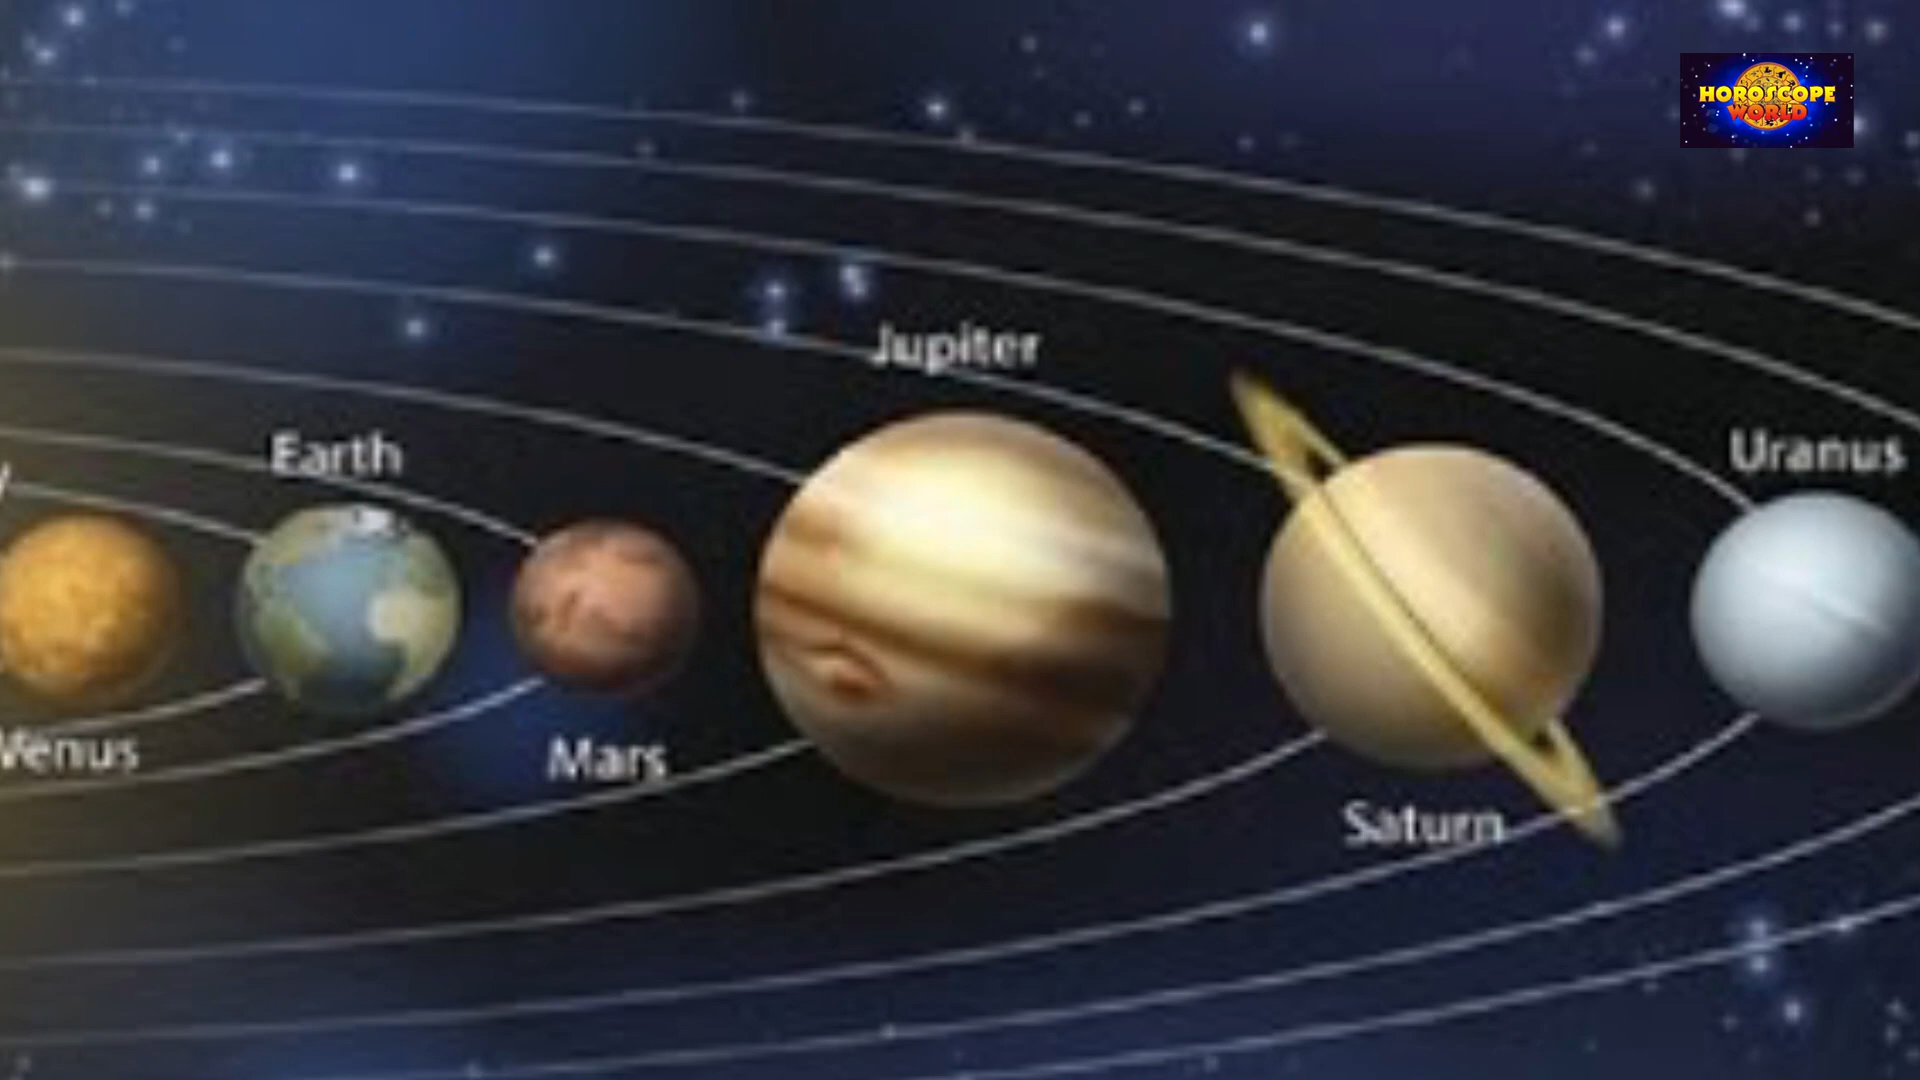 HOROSCOPE
WORLD
Jupiter
Earth
Uranus
Venus
Mars
Saturn